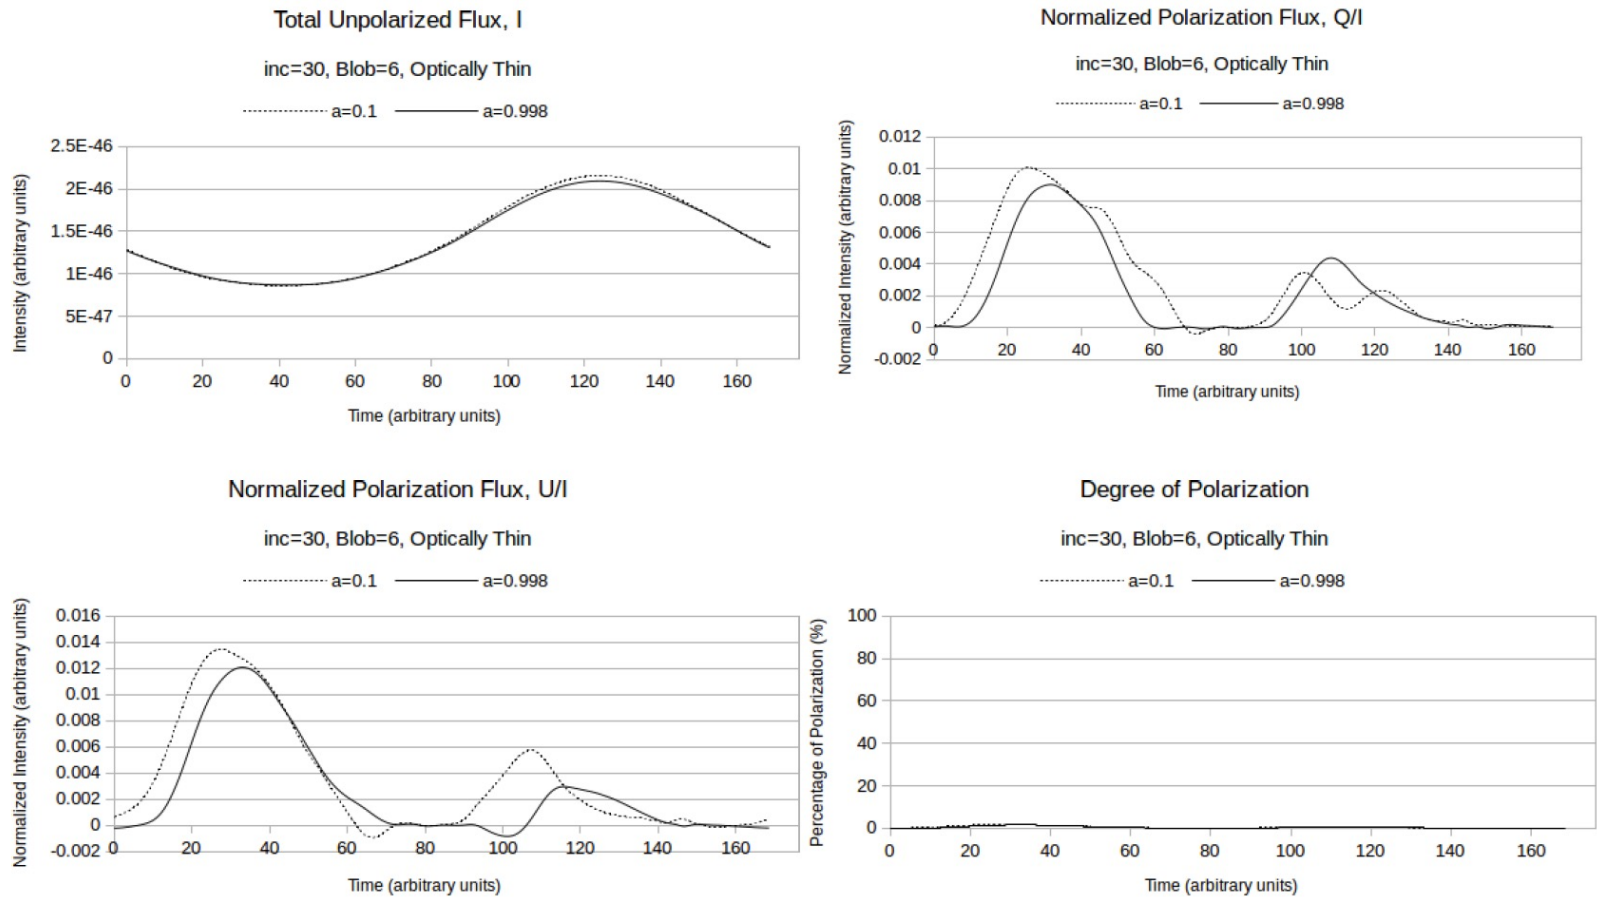 Total Unpolarized Flux, I
inc=30, Blob=6, Optically Thin
a=0.1 a=0.998
Intensity (arbitrary units)
2.5E-46
2E-46
1.5E-46
1E-46
5E-47
0
0 20 40 60 80 100 120 140 160
Time (arbitrary units)
Normalized Polarization Flux, Q/I
inc=30, Blob=6, Optically Thin
a=0.1 a=0.998
Normalized Intensity (arbitrary units)
0.012
0.01
0.008
0.006
0.004
0.002
0
-0.002
0 20 40 60 80 100 120 140 160
Time (arbitrary units)
Normalized Polarization Flux, U/I
inc=30, Blob=6, Optically Thin
a=0.1 a=0.998
Normalized Intensity (arbitrary units)
0.016
0.014
0.012
0.01
0.008
0.006
0.004
0.002
0
-0.002
0 20 40 60 80 100 120 140 160
Time (arbitrary units)
Degree of Polarization
inc=30, Blob=6, Optically Thin
a=0.1 a=0.998
Percentage of Polarization (%)
100
80
60
40
20
0
0 20 40 60 80 100 120 140 160
Time (arbitrary units)